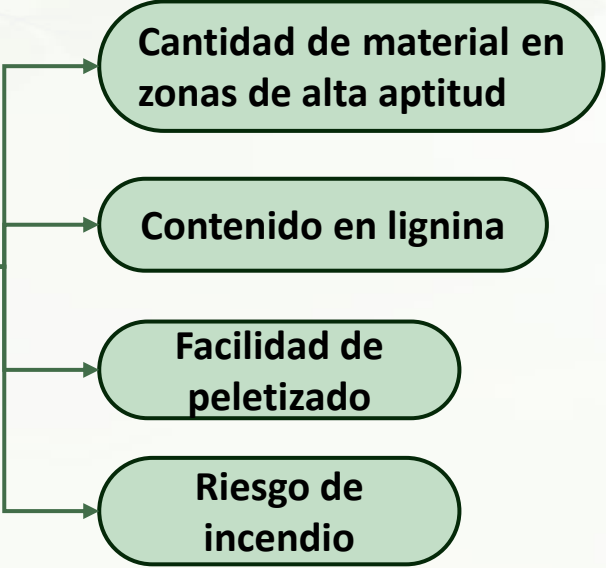 Cantidad de material en
zonas de alta aptitud
Contenido en lignina
Facilidad de
peletizado
Riesgo de
incendio